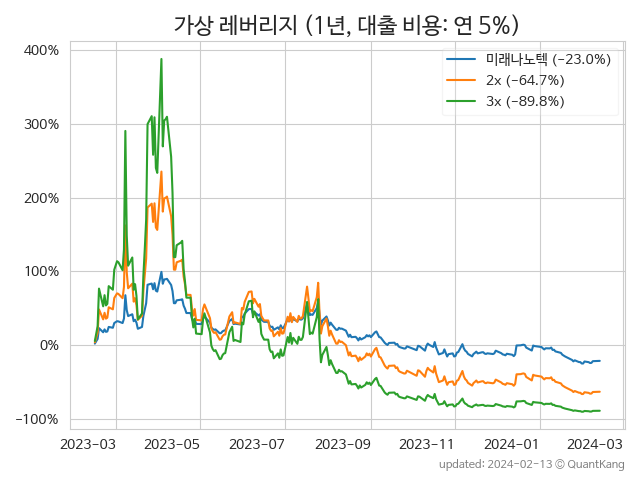 가상 레버리지 (1년, 대출 비용: 연 5%)
미래나노텍 (−23.0%)
2x (−64.7%)
3x (−89.8%)
400%
300%
200%
100%
0%
−100%
2023-03 2023-05 2023-07 2023-09 2023-11 2024-01 2024-03
updated: 2024-02-13 © QuantKang